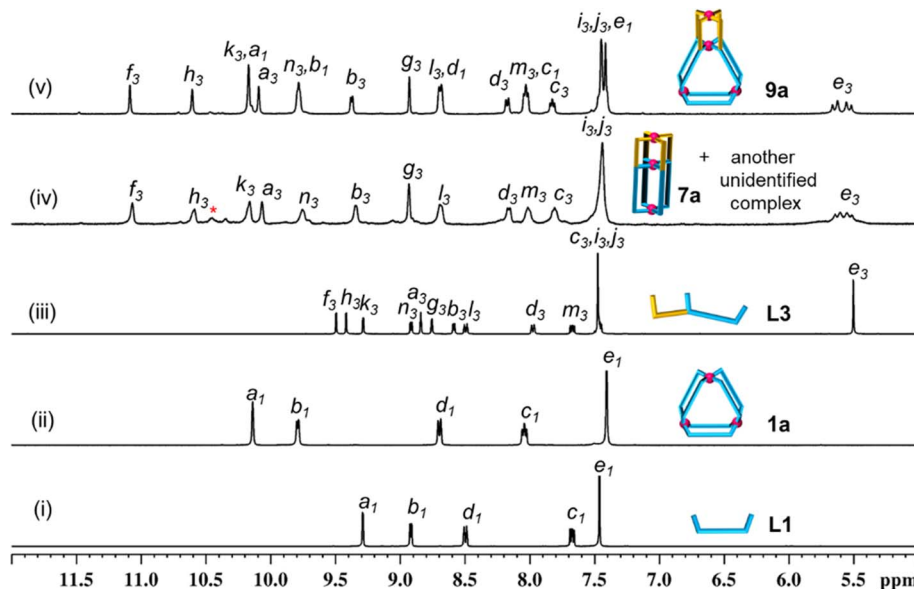 (v)
f3
h3
k3,a1
a3
n3,b1
b3
g3
l3,d1
d3
m3,c1
c3
i3,j3,e1
e3
9a
(iv)
f3
h3
*
k3
a3
n3
b3
g3
l3
d3
m3
c3
i3,j3
7a
+ another
unidentified
complex
e3
(iii)
f3
h3
k3
n3
a3
g3
b3
l3
d3
m3
c3,i3,j3
L3
e3
(ii)
a1
b1
d1
c1
e1
1a
(i)
a1
b1
d1
c1
e1
L1
11.0 10.5 10.0 9.5 9.0 8.5 8.0 7.5 7.0 6.5 6.0 5.5 ppm